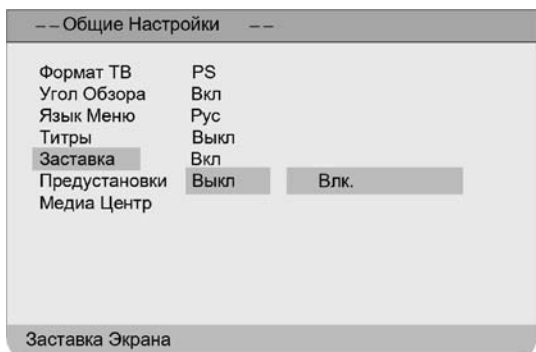 -- Общие Настройки --
Формат ТВ PS
Угол Обзора Вкл
Язык Меню Рус
Титры Выкл
Заставка Вкл
Предустановки Выкл Влк.
Медиа Центр
Заставка Экрана